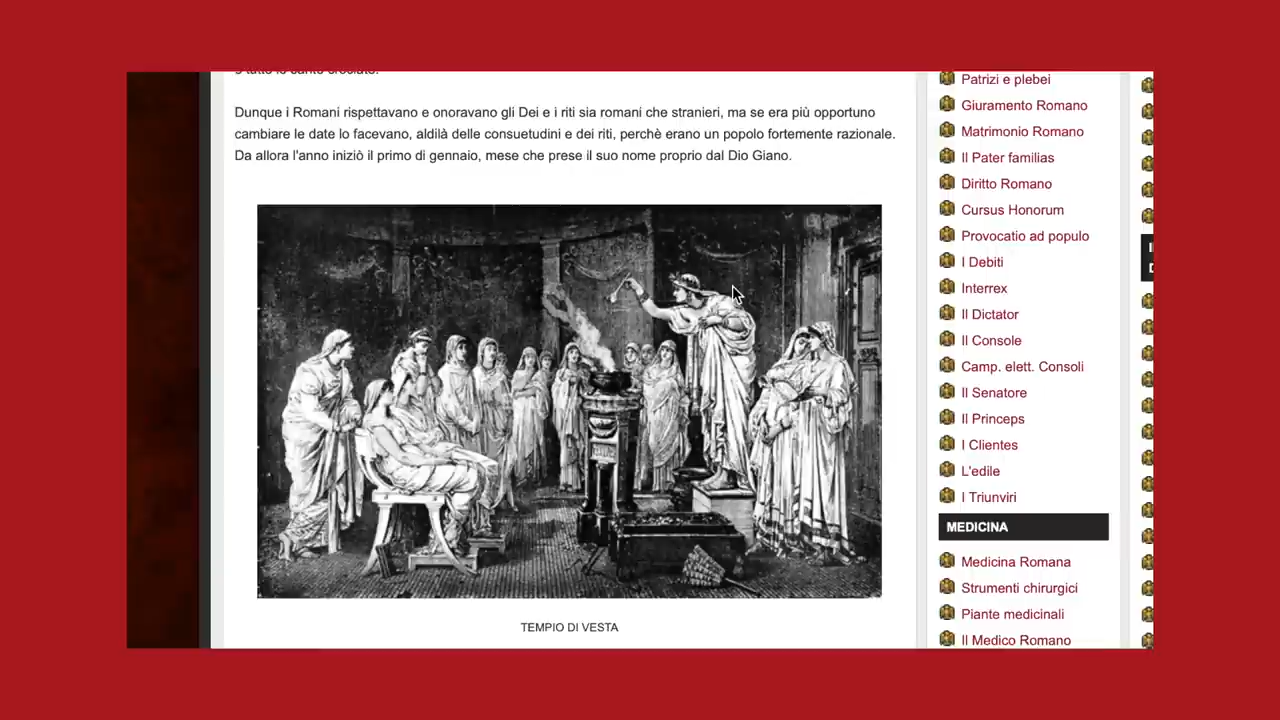 Dunque i Romani rispettavano e onoravano gli Dei e i riti sia romani che stranieri, ma se era più opportuno
cambiare le date lo facevano, aldilà delle consuetudini e dei riti, perchè erano un popolo fortemente razionale.
Da allora l'anno iniziò il primo di gennaio, mese che prese il suo nome proprio dal Dio Giano.
TEMPIO DI VESTA
Patrizi e plebei
Giuramento Romano
Matrimonio Romano
Il Pater familias
Diritto Romano
Cursus Honorum
Provocatio ad populo
I Debiti
Interrex
Il Dictator
Il Console
Camp. elett. Consoli
Il Senatore
Il Princeps
I Clientes
L'edile
I Triunviri
MEDICINA
Medicina Romana
Strumenti chirurgici
Piante medicinali
Il Medico Romano